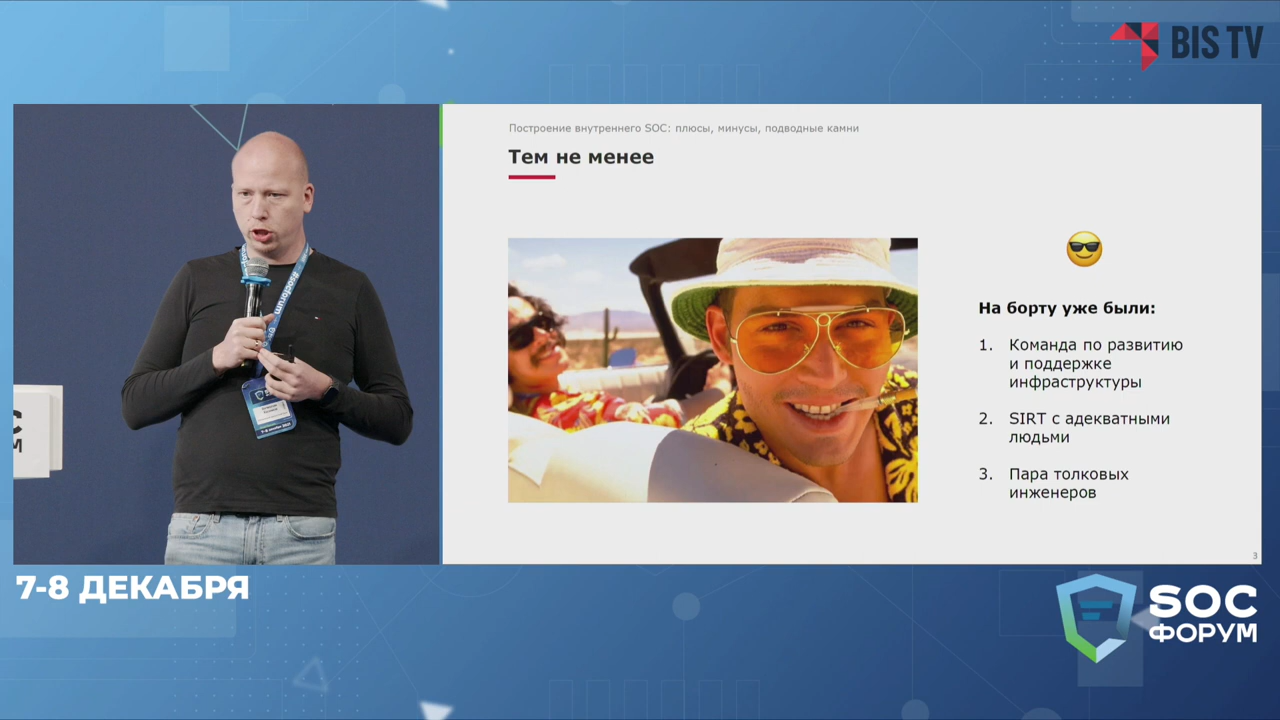 BIS TV
Построение внутреннего SOC: плюсы, минусы, подводные камни
Тем не менее
На борту уже были:
1. Команда по развитию
и поддержке
инфраструктуры
2. SIRT с адекватными
людьми
3. Пара толковых
инженеров
3
#socforum
7-8 ДЕКАБРЯ
SOC
ФОРУМ